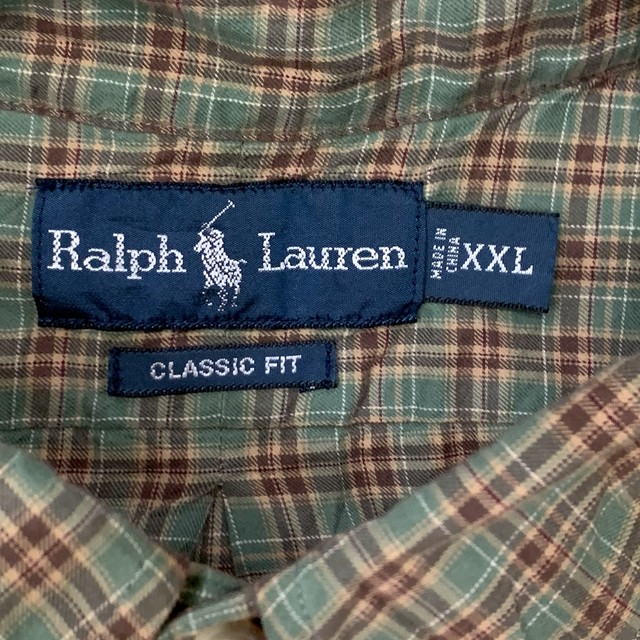 Ralph Lauren
MADE IN
CHINA
XXL
CLASSIC FIT